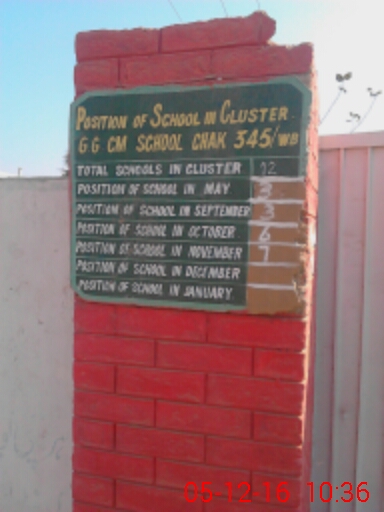 POSITION OF SCHOOL IN CLUSTER
GG CM SCHOOL CHAK 345/WB
TOTAL SCHOOLS IN CLUSTER 12
POSITION OF SCHOOL IN MAY 3
POSITION OF SCHOOL IN SEPTEMBER 3
POSITION OF SCHOOL IN OCTOBER 6
POSITION OF SCHOOL IN NOVEMBER 7
POSITION OF SCHOOL IN DECEMBER
POSITION OF SCHOOL IN JANUARY
05-12-16 10:36